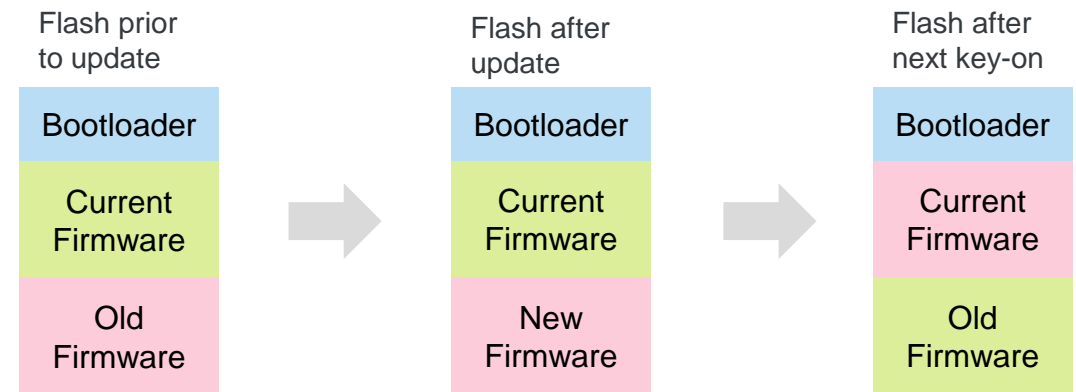 Flash prior
to update
Bootloader
Current
Firmware
Old
Firmware
Flash after
update
Bootloader
Current
Firmware
New
Firmware
Flash after
next key-on
Bootloader
Current
Firmware
Old
Firmware